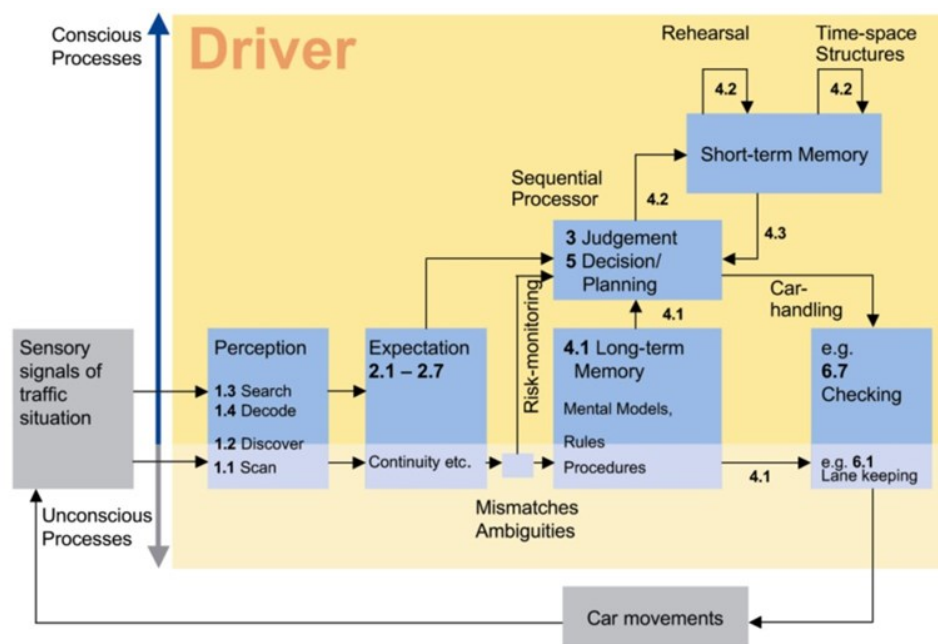 Conscious
Processes
Driver
Rehearsal
Time-space
Structures
4.2
4.2
Short-term Memory
Sequential
Processor
4.2
4.3
3 Judgement
5 Decision/
Planning
Car-
handling
Risk-monitoring
4.1
Sensory
signals of
traffic
situation
Perception
1.3 Search
1.4 Decode
1.2 Discover
1.1 Scan
Expectation
2.1 – 2.7
Continuity etc.
4.1 Long-term
Memory
Mental Models,
Rules
Procedures
4.1
e.g.
6.7
Checking
e.g. 6.1
Lane keeping
Mismatches
Ambiguities
Unconscious
Processes
Car movements